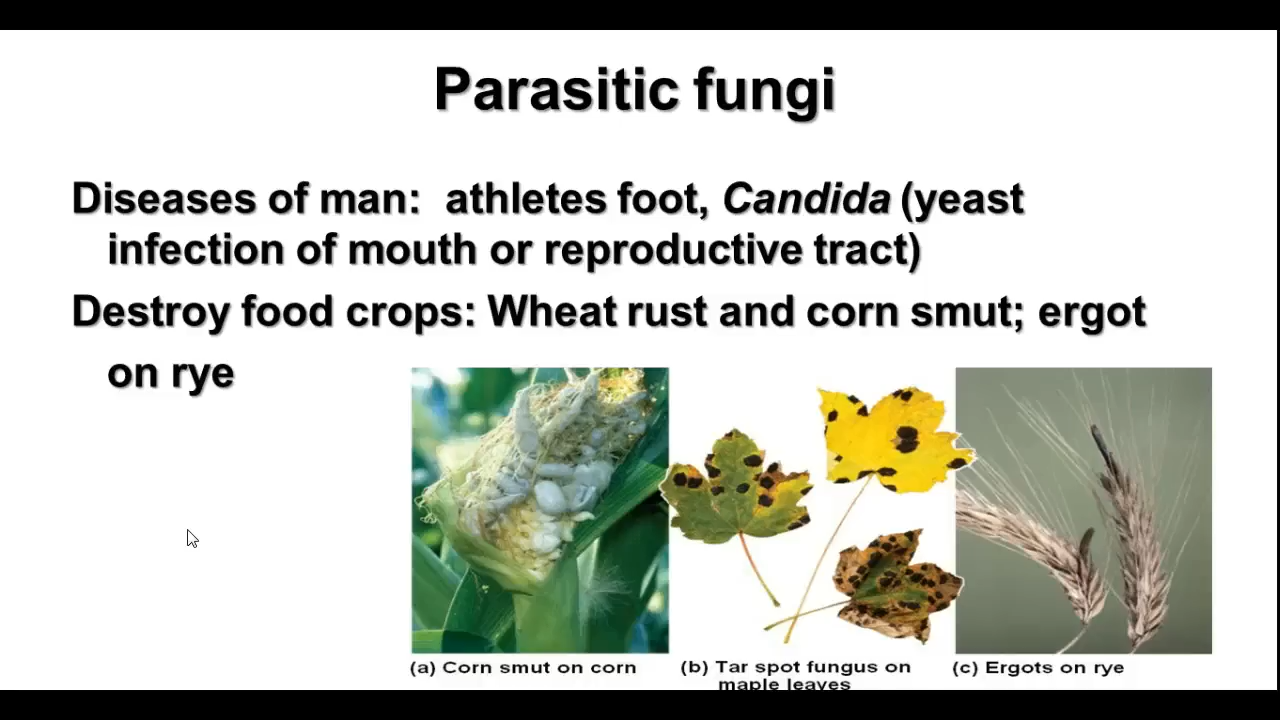 Parasitic fungi
Diseases of man:  athletes foot, Candida (yeast
infection of mouth or reproductive tract)
Destroy food crops: Wheat rust and corn smut; ergot
on rye
(a) Corn smut on corn
(b) Tar spot fungus on
maple leaves
(c) Ergots on rye